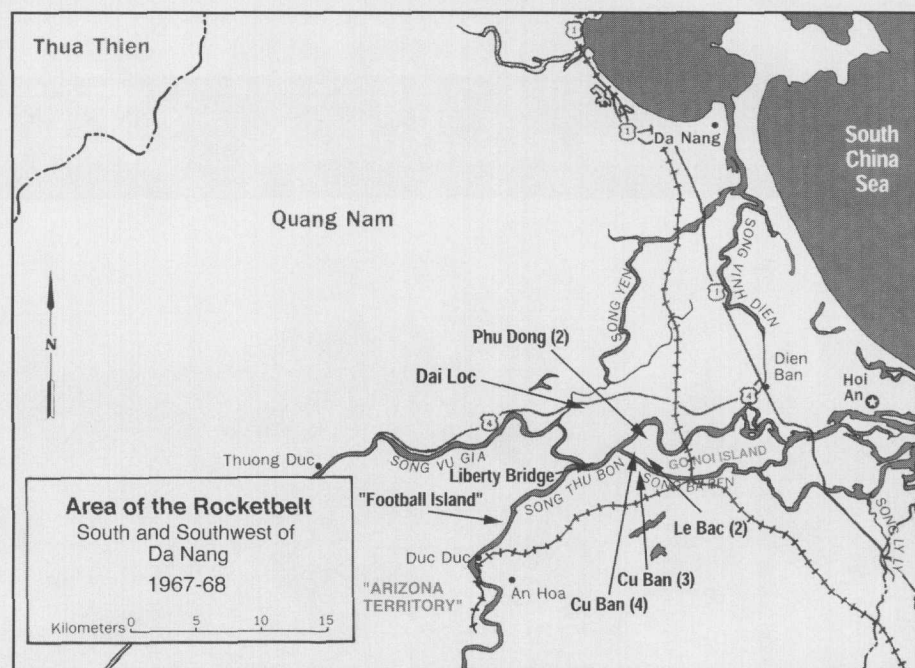 Thua Thien
1
1
Da Nang
South
China
Sea
Quang Nam
N
SONG YEN
SONG VINH DIEN
1
Phu Dong (2)
Dai Loc
Dien
Ban
Hoi
An
4
4
Thuong Duc
SONG VU GIA
Liberty Bridge
SONG THU BON
GO NOI ISLAND
SONG BA REN
"Football Island"
Le Bac (2)
SONG LY LY
Duc Duc
Cu Ban (3)
"ARIZONA
TERRITORY"
An Hoa
Cu Ban (4)
Area of the Rocketbelt
South and Southwest of
Da Nang
1967-68
Kilometers 0 5 10 15